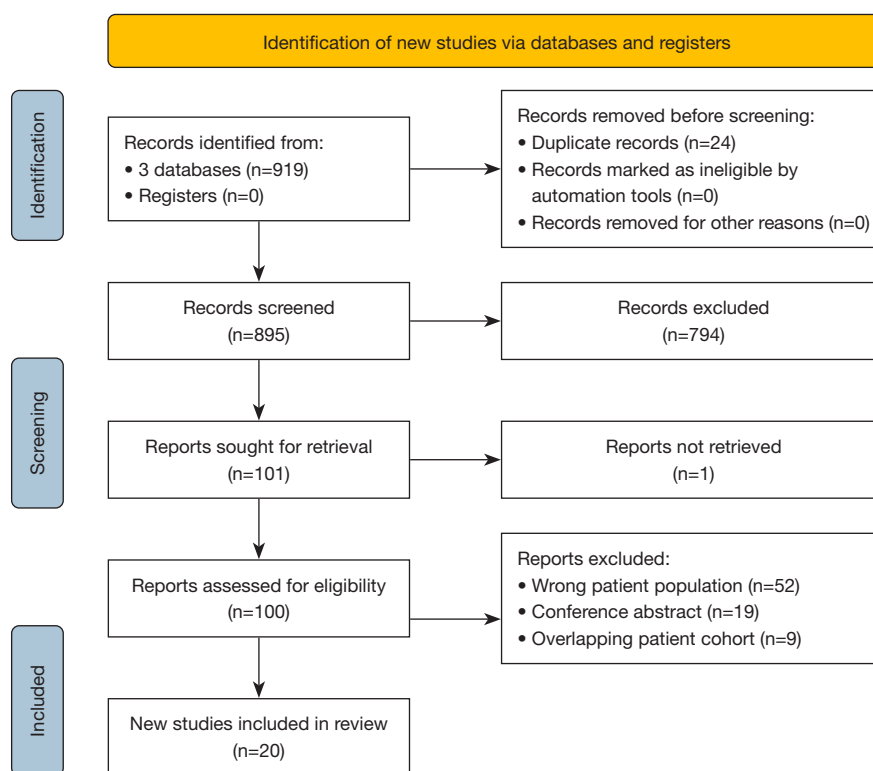 Identification of new studies via databases and registers
Identification
Records identified from:
• 3 databases (n=919)
• Registers (n=0)
Records removed before screening:
• Duplicate records (n=24)
• Records marked as ineligible by
automation tools (n=0)
• Records removed for other reasons (n=0)
Screening
Records screened
(n=895)
Records excluded
(n=794)
Reports sought for retrieval
(n=101)
Reports not retrieved
(n=1)
Reports assessed for eligibility
(n=100)
Reports excluded:
• Wrong patient population (n=52)
• Conference abstract (n=19)
• Overlapping patient cohort (n=9)
Included
New studies included in review
(n=20)